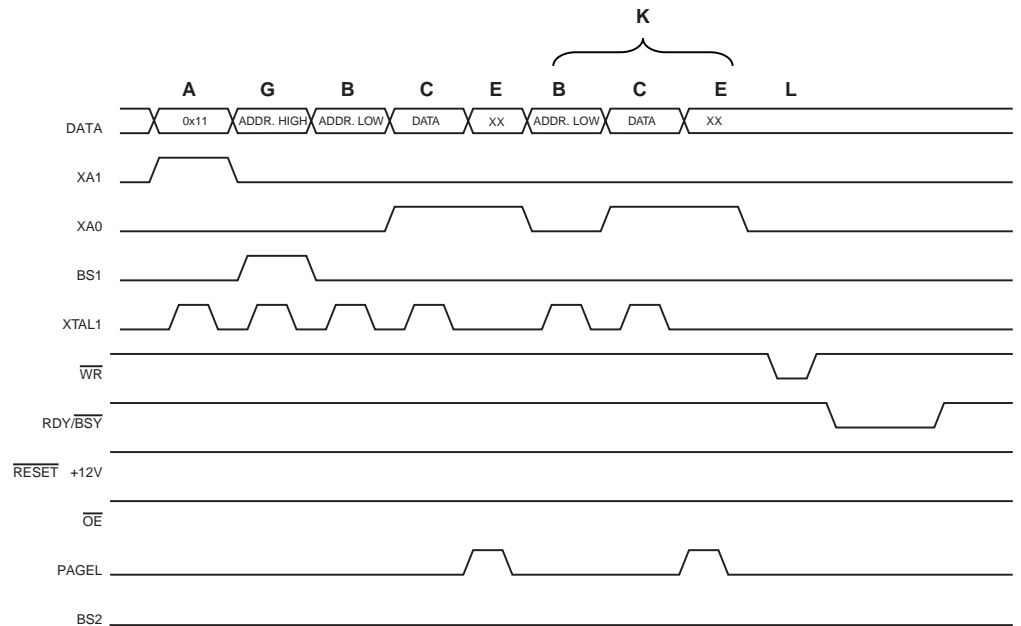 K
A G B C E B C E L
DATA 0x11 ADDR. HIGH ADDR. LOW DATA XX ADDR. LOW DATA XX
XA1
XA0
BS1
XTAL1
WR
RDY/BSY
RESET +12V
OE
PAGEL
BS2